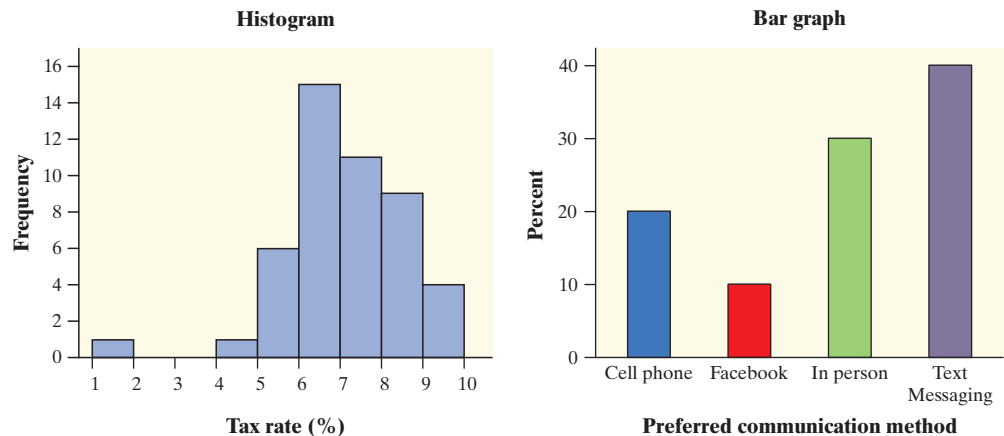 Histogram
Frequency
16
14
12
10
8
6
4
2
0
1 2 3 4 5 6 7 8 9 10
Tax rate (%)
Bar graph
Percent
40
30
20
10
0
Cell phone Facebook In person Text
Messaging
Preferred communication method